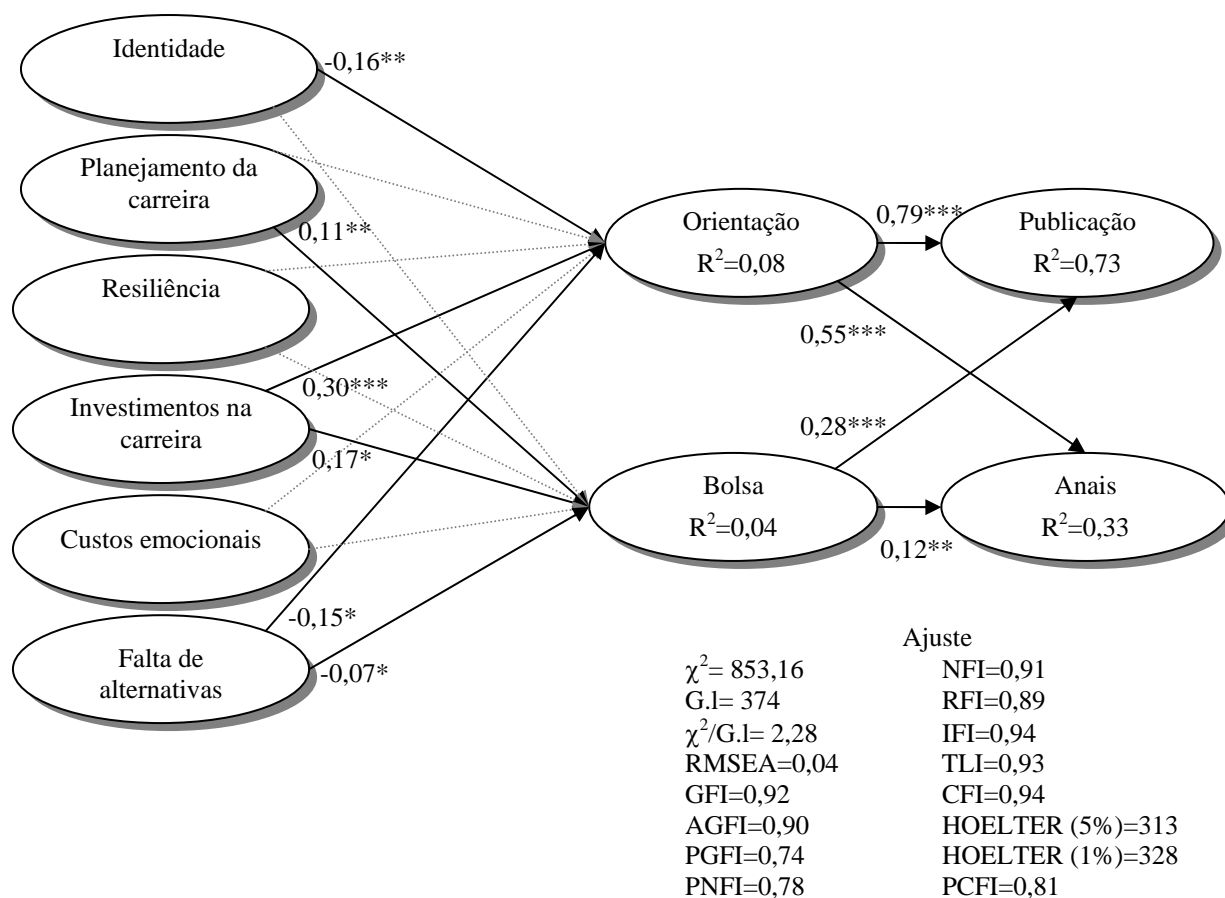 Identidade
-0,16**
Planejamento da
carreira
0,11**
Resiliência
Investimentos na
carreira
0,30***
0,17*
Custos emocionais
Falta de
alternativas
-0,15*
-0,07*
Orientação
R²=0,08
Bolsa
R²=0,04
0,79***
0,55***
0,28***
0,12**
Publicação
R²=0,73
Anais
R²=0,33
Ajuste
χ²= 853,16
G.l= 374
χ²/G.l= 2,28
RMSEA=0,04
GFI=0,92
AGFI=0,90
PGFI=0,74
PNFI=0,78
NFI=0,91
RFI=0,89
IFI=0,94
TLI=0,93
CFI=0,94
HOELTER (5%)=313
HOELTER (1%)=328
PCFI=0,81